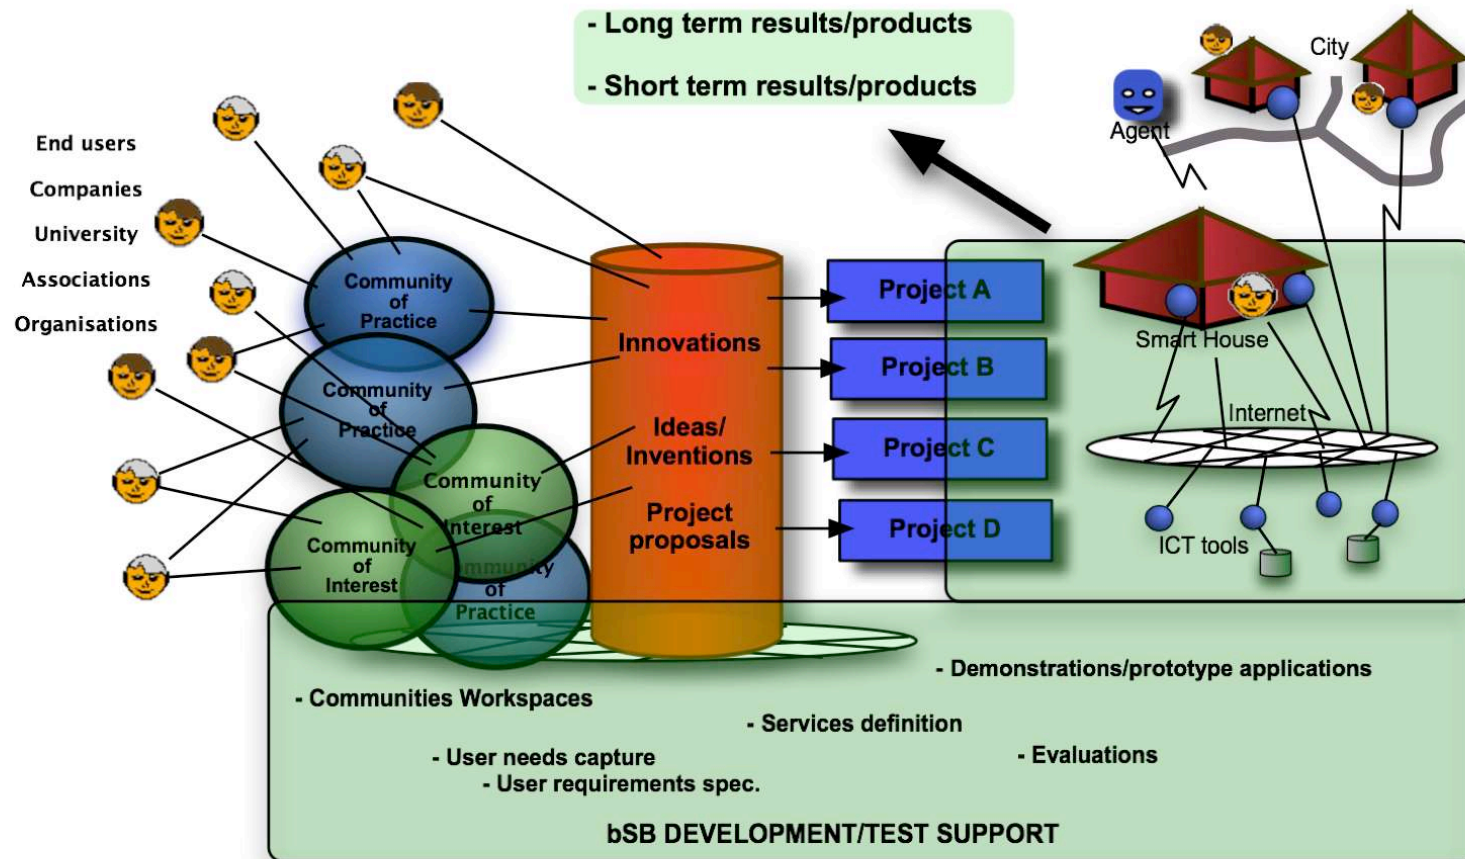 - Long term results/products
- Short term results/products
City
Agent
End users
Companies
University
Associations
Organisations
Community
of
Practice
Community
of
Practice
Community
of
Interest
Community
of
Interest
Community
of
Practice
Innovations
Ideas/
Inventions
Project
proposals
Project A
Project B
Project C
Project D
Smart House
Internet
ICT tools
- Demonstrations/prototype applications
- Communities Workspaces
- Services definition
- User needs capture
- Evaluations
- User requirements spec.
bSB DEVELOPMENT/TEST SUPPORT